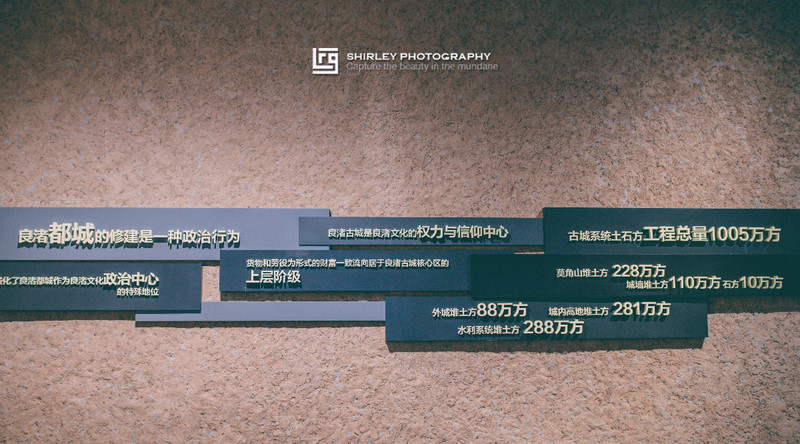 SHIRLEY PHOTOGRAPHY
Capture the beauty in the mundane
良渚都城的修建是一种政治行为
良渚古城是良渚文化的权力与信仰中心
古城系统土石方工程总量1005万方
化了良渚都城作为良渚文化政治中心
的特殊地位
货物和劳役为形式的财富一致流向居于良渚古城核心区的
上层阶级
莫角山堆土方 228万方
城墙堆土方110万方 石方10万方
外城堆土方88万方 城内高地堆土方 281万方
水利系统堆土方 288万方